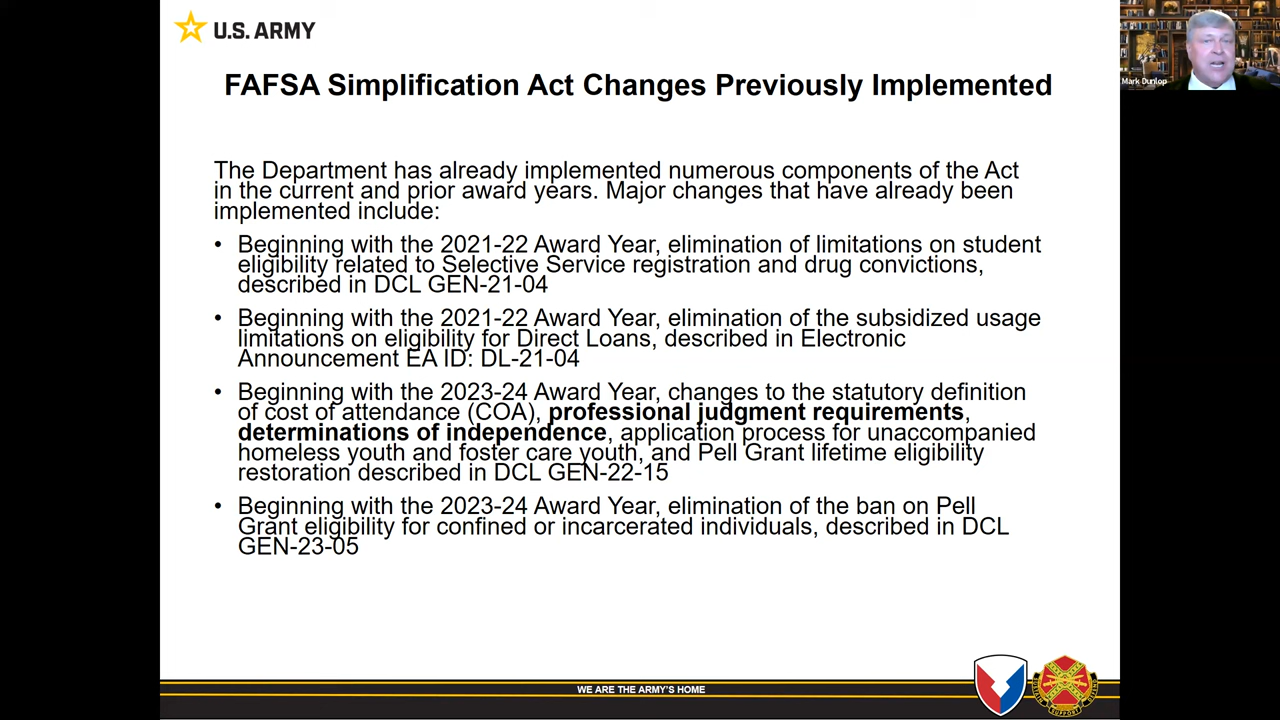 U.S. ARMY
FAFSA Simplification Act Changes Previously Implemented
Mark Dunlop
The Department has already implemented numerous components of the Act
in the current and prior award years. Major changes that have already been
implemented include:
• Beginning with the 2021-22 Award Year, elimination of limitations on student
eligibility related to Selective Service registration and drug convictions,
described in DCL GEN-21-04
• Beginning with the 2021-22 Award Year, elimination of the subsidized usage
limitations on eligibility for Direct Loans, described in Electronic
Announcement EA ID: DL-21-04
• Beginning with the 2023-24 Award Year, changes to the statutory definition
of cost of attendance (COA), professional judgment requirements,
determinations of independence, application process for unaccompanied
homeless youth and foster care youth, and Pell Grant lifetime eligibility
restoration described in DCL GEN-22-15
• Beginning with the 2023-24 Award Year, elimination of the ban on Pell
Grant eligibility for confined or incarcerated individuals, described in DCL
GEN-23-05
WE ARE THE ARMY'S HOME
SUPPORT